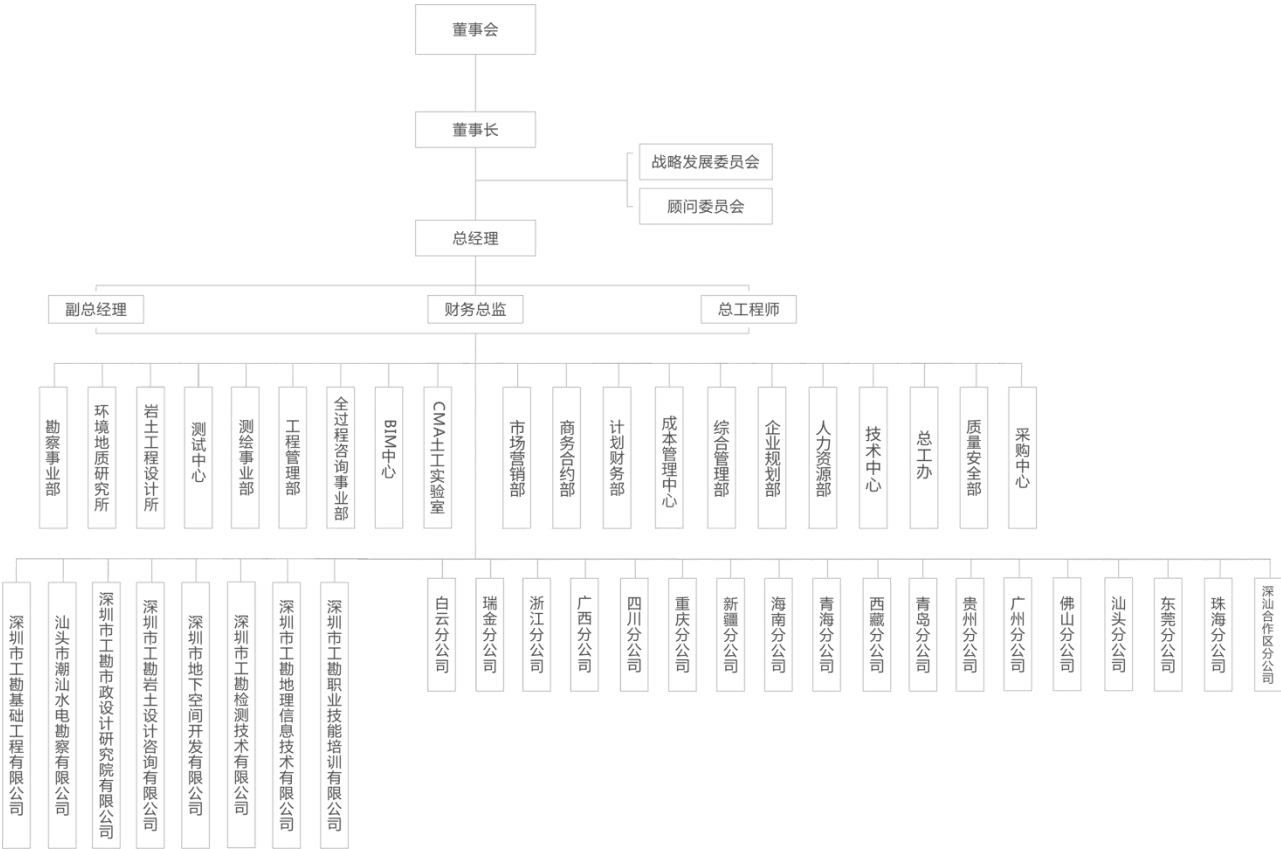 董事会
董事长
战略发展委员会
顾问委员会
总经理
副总经理
财务总监
总工程师
勘察事业部
环境地质研究所
岩土工程设计所
测试中心
测绘事业部
工程管理部
全过程咨询事业部
BIM中心
CMA土工实验室
市场营销部
商务合约部
计划财务部
成本管理中心
综合管理部
企业规划部
人力资源部
技术中心
总工办
质量安全部
采购中心
深圳市工勘基础工程有限公司
汕头市潮汕水电勘察有限公司
深圳市工勘市政设计研究院有限公司
深圳市工勘岩土设计咨询有限公司
深圳市地下空间开发有限公司
深圳市工勘检测技术有限公司
深圳市工勘地理信息技术有限公司
深圳市工勘职业技能培训有限公司
白云分公司
瑞金分公司
浙江分公司
广西分公司
四川分公司
重庆分公司
新疆分公司
海南分公司
青海分公司
西藏分公司
青岛分公司
贵州分公司
广州分公司
佛山分公司
汕头分公司
东莞分公司
珠海分公司
深汕合作区分公司